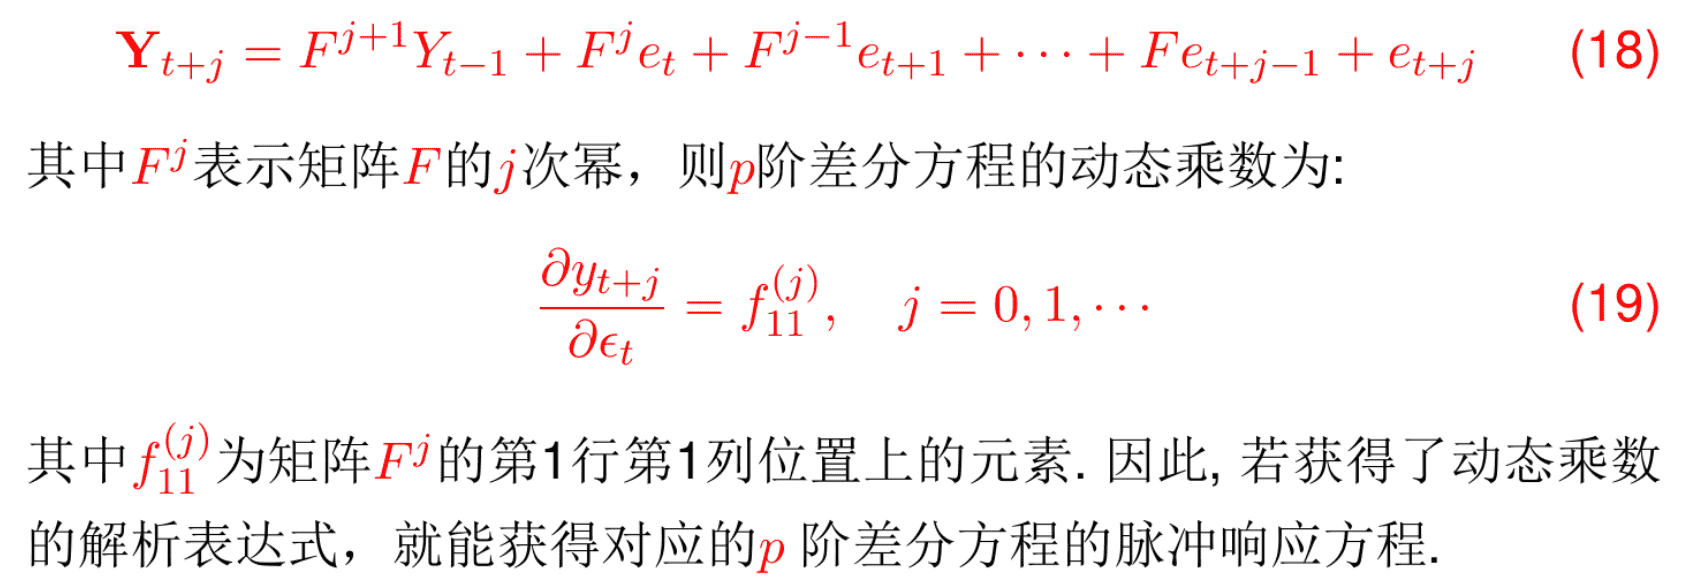 $\mathbf{Y}_{t+j} = F^{j+1}Y_{t-1} + F^{j}e_{t} + F^{j-1}e_{t+1} + \cdots + Fe_{t+j-1} + e_{t+j}$ (18)
其中$F^{j}$表示矩阵$F$的$j$次幂，则$p$阶差分方程的动态乘数为:
$\frac{\partial y_{t+j}}{\partial \epsilon_{t}} = f_{11}^{(j)}, \quad j = 0, 1, \cdots$ (19)
其中$f_{11}^{(j)}$为矩阵$F^{j}$的第1行第1列位置上的元素. 因此, 若获得了动态乘数
的解析表达式，就能获得对应的$p$ 阶差分方程的脉冲响应方程.